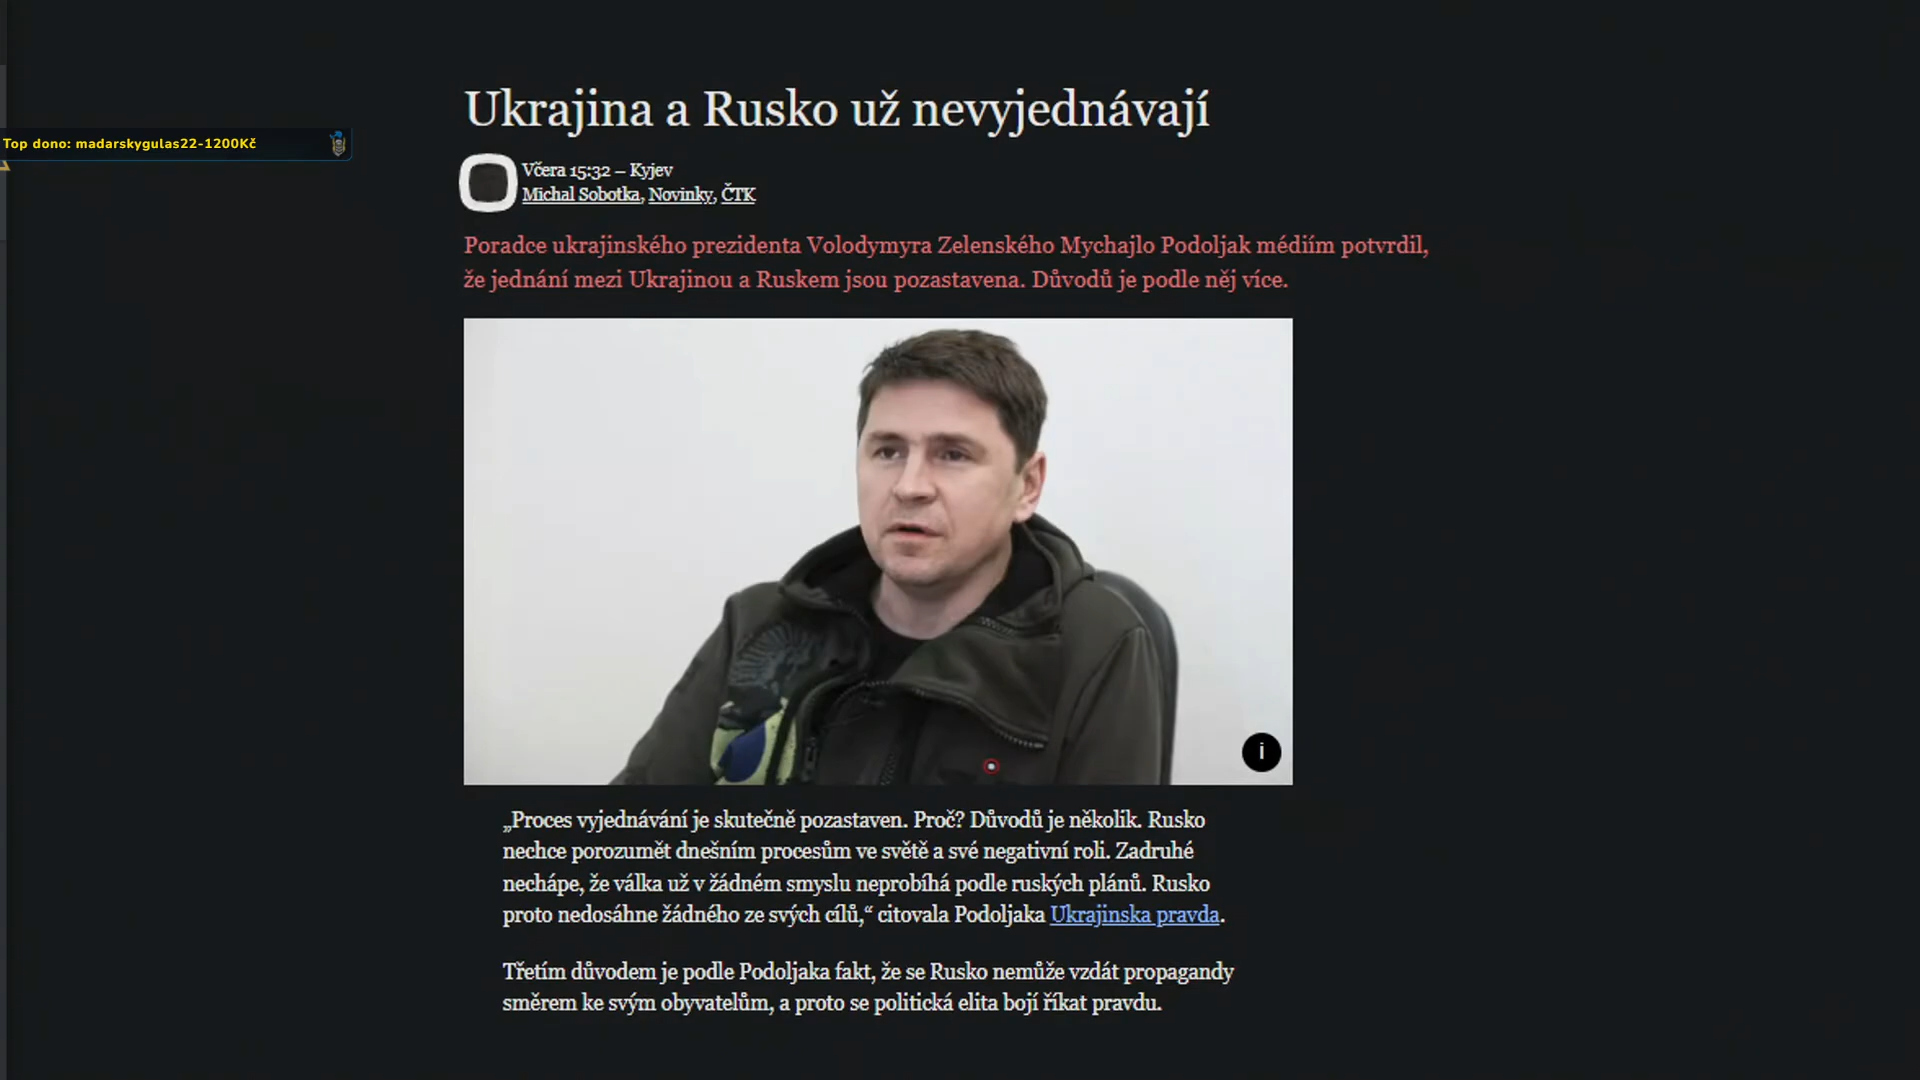 Ukrajina a Rusko už nevyjednávají
Top dono: madarskygulas22-1200Kč
Včera 15:32 – Kyjev
Michal Sobotka, Novinky, ČTK
Poradce ukrajinského prezidenta Volodymyra Zelenského Mychajlo Podoljak médiím potvrdil,
že jednání mezi Ukrajinou a Ruskem jsou pozastavena. Důvodů je podle něj více.
i
„Proces vyjednávání je skutečně pozastaven. Proč? Důvodů je několik. Rusko
nechce porozumět dnešním procesům ve světě a své negativní roli. Zadruhé
nechápe, že válka už v žádném smyslu neprobíhá podle ruských plánů. Rusko
proto nedosáhne žádného ze svých cílů,“ citovala Podoljaka Ukrajinska pravda.
Třetím důvodem je podle Podoljaka fakt, že se Rusko nemůže vzdát propagandy
směrem ke svým obyvatelům, a proto se politická elita bojí říkat pravdu.